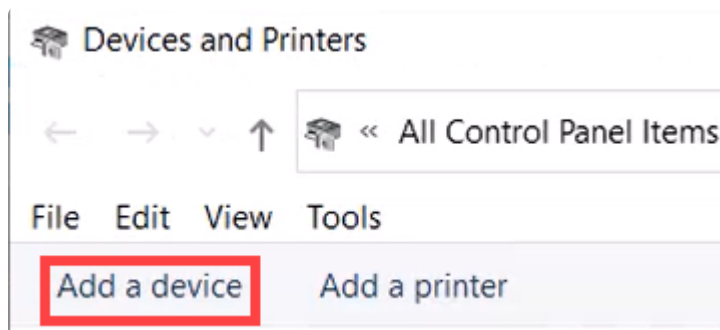 Devices and Printers
« All Control Panel Items
File Edit View Tools
Add a device Add a printer